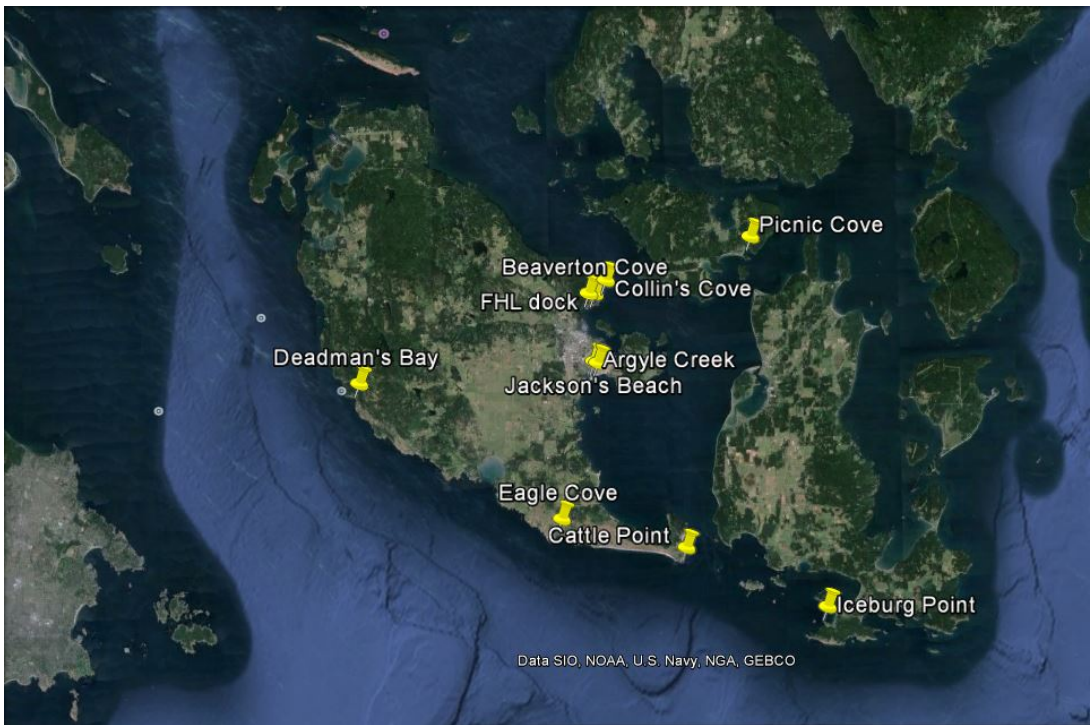 Picnic Cove
Beaverton Cove
Collin's Cove
FHL dock
Deadman's Bay
Argyle Creek
Jackson's Beach
Eagle Cove
Cattle Point
Iceburg Point
Data SIO, NOAA, U.S. Navy, NGA, GEBCO